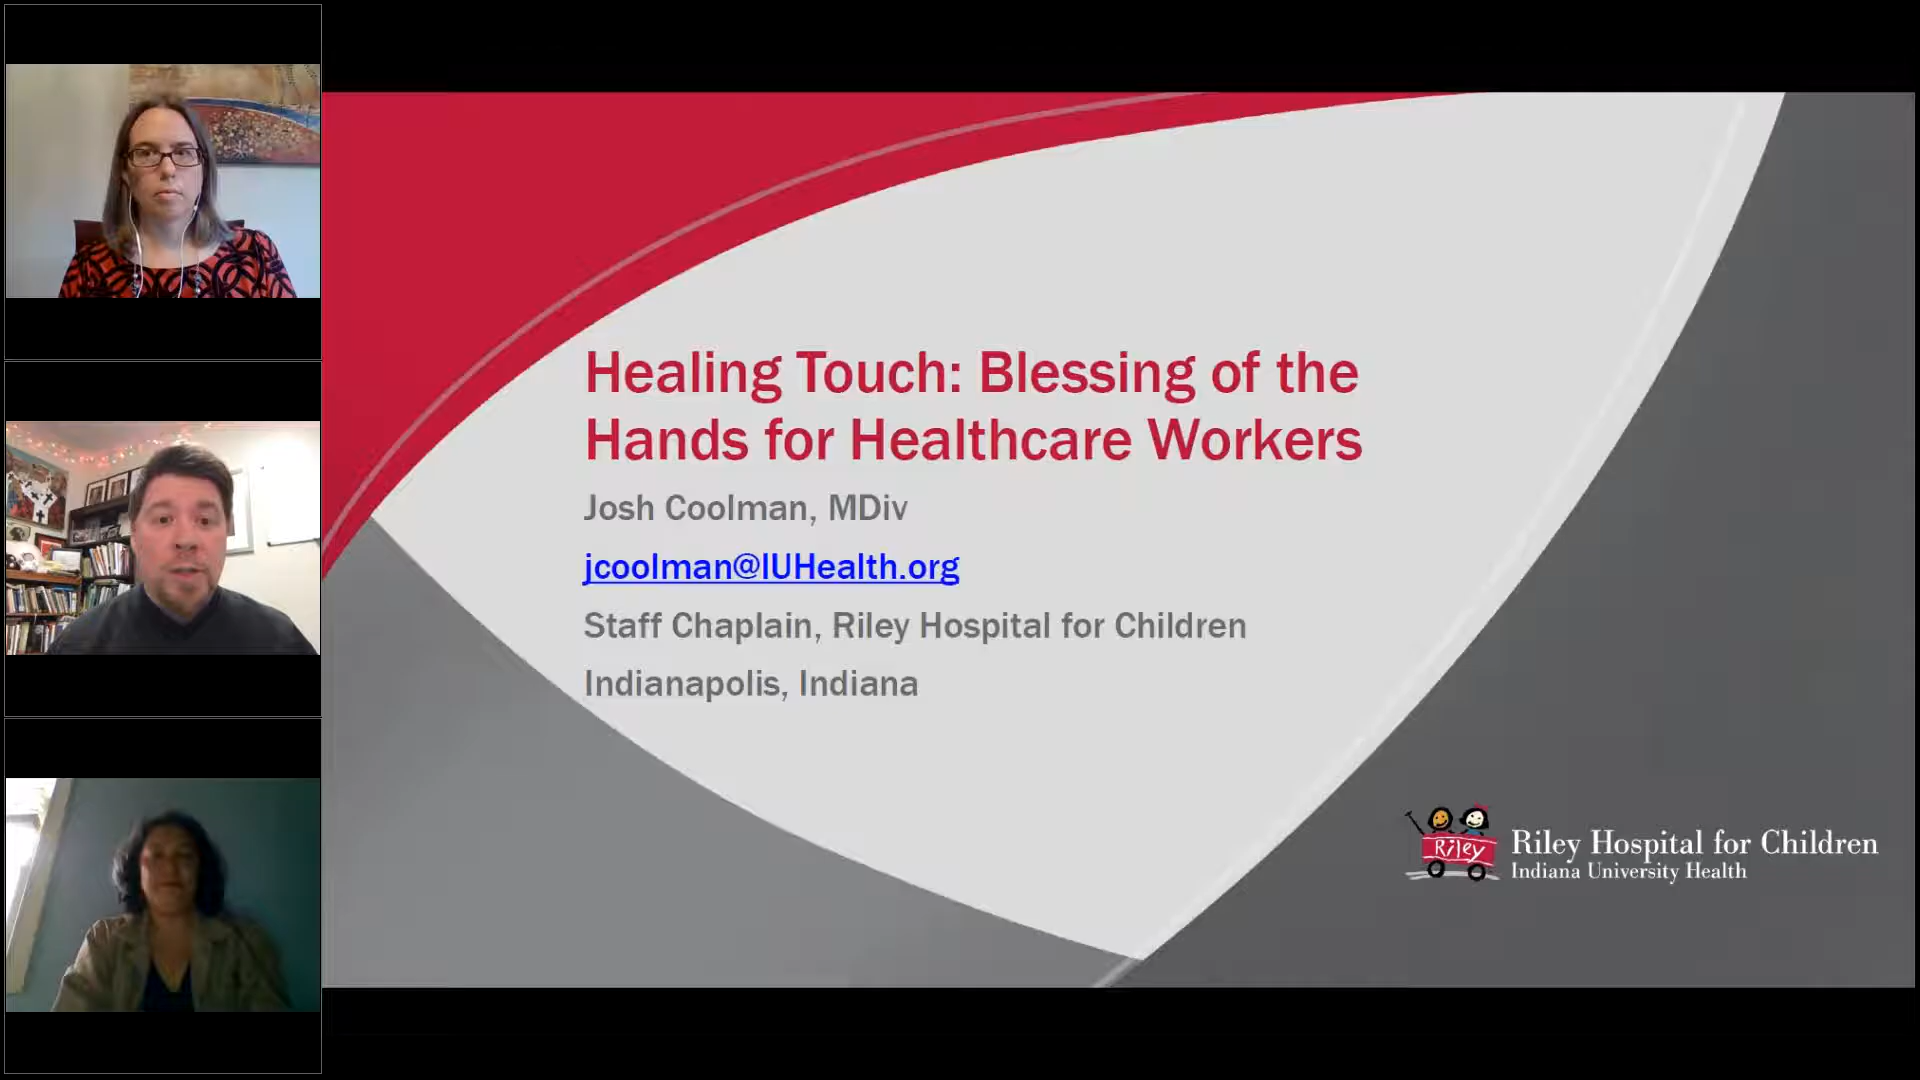 Healing Touch: Blessing of the
Hands for Healthcare Workers
Josh Coolman, MDiv
jcoolman@IUHealth.org
Staff Chaplain, Riley Hospital for Children
Indianapolis, Indiana
Riley
Riley Hospital for Children
Indiana University Health